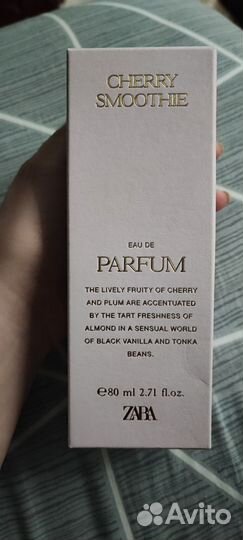 CHERRY
SMOOTHIE
EAU DE
PARFUM
THE LIVELY FRUITY OF CHERRY
AND PLUM ARE ACCENTUATED
BY THE TART FRESHNESS OF
ALMOND IN A SENSUAL WORLD
OF BLACK VANILLA AND TONKA
BEANS.
℮80 ml 2.71 fl.oz.
ZARA
Avito